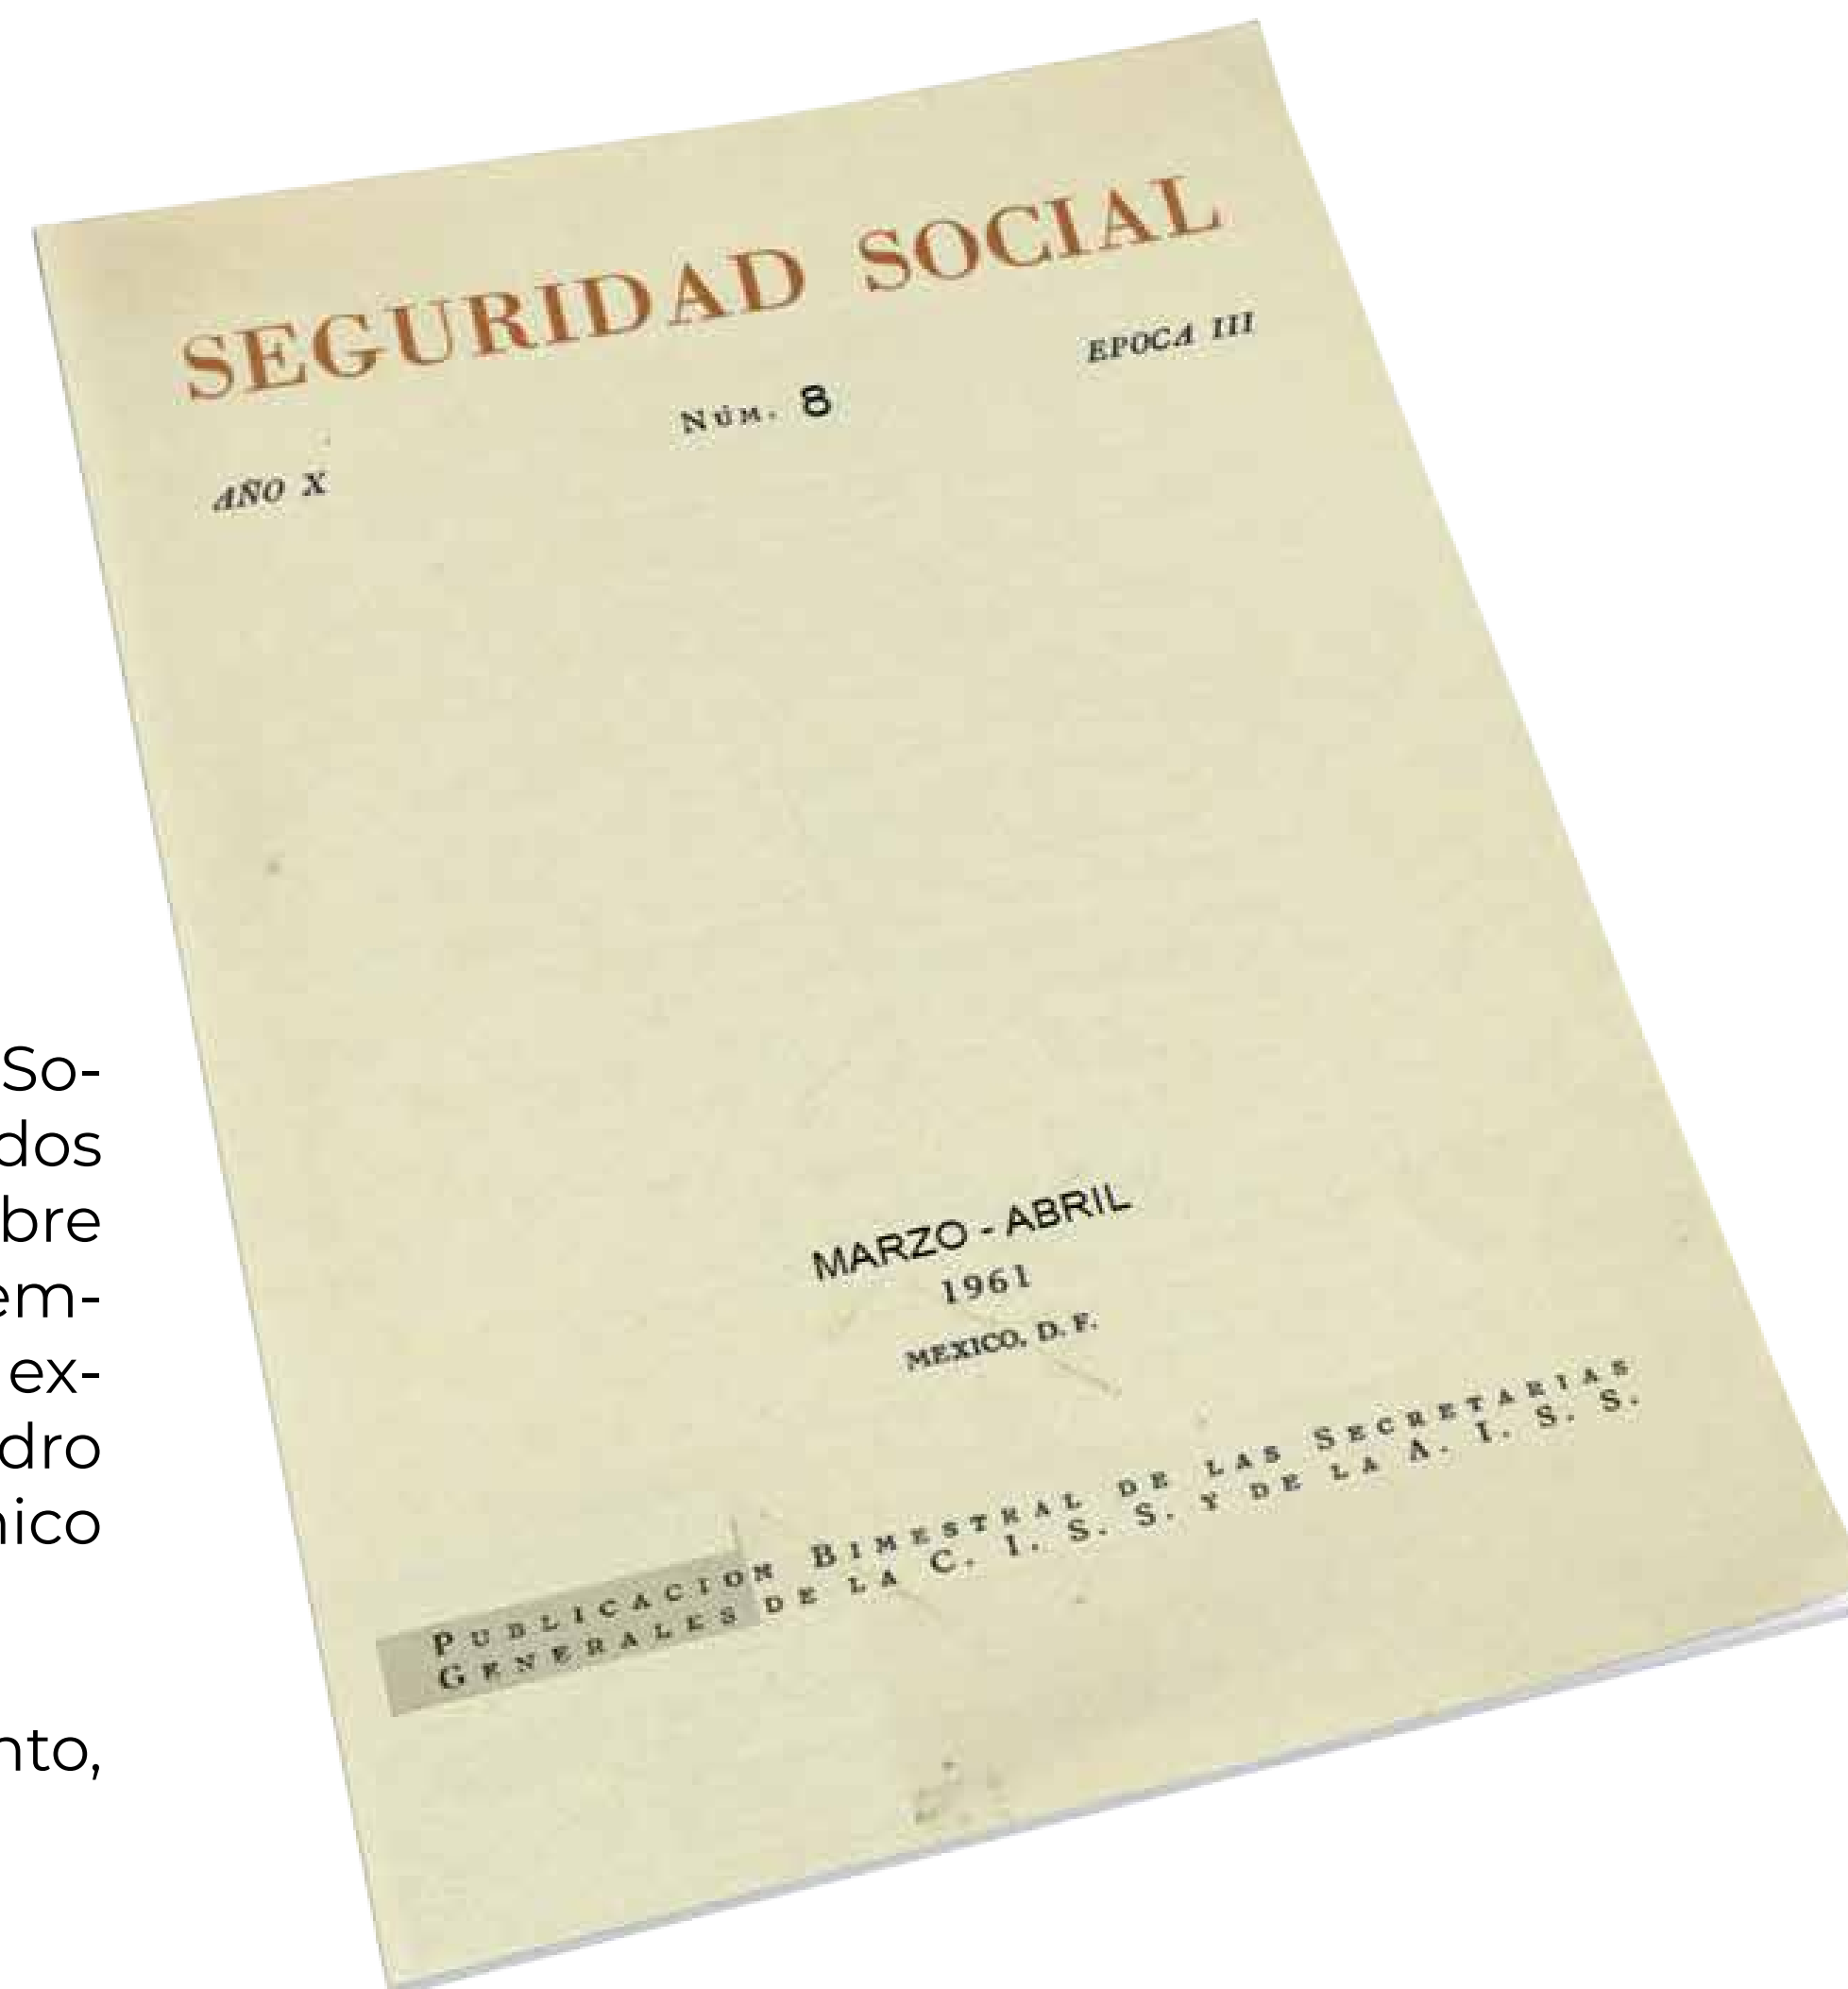 SEGURIDAD SOCIAL
AÑO X NÚM. 8 EPOCA III
MARZO - ABRIL
1961
MEXICO, D. F.
PUBLICACION BIMESTRAL DE LAS SECRETARIAS
GENERALES DE LA C. I. S. S. Y DE LA A. I. S. S.
So-
dos
bre
em-
ex-
dro
nico
nto,